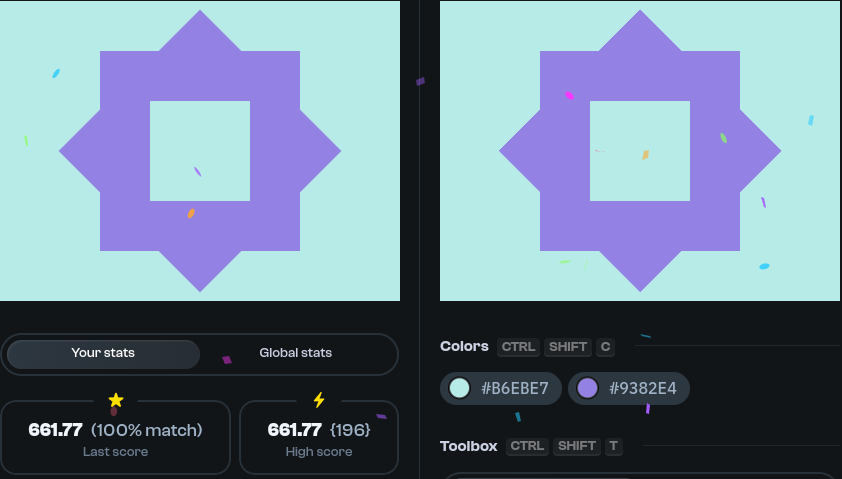 Your stats Global stats
661.77 (100% match)
Last score
661.77 {196}
High score
Colors CTRL SHIFT C
#B6EBE7 #9382E4
Toolbox CTRL SHIFT T